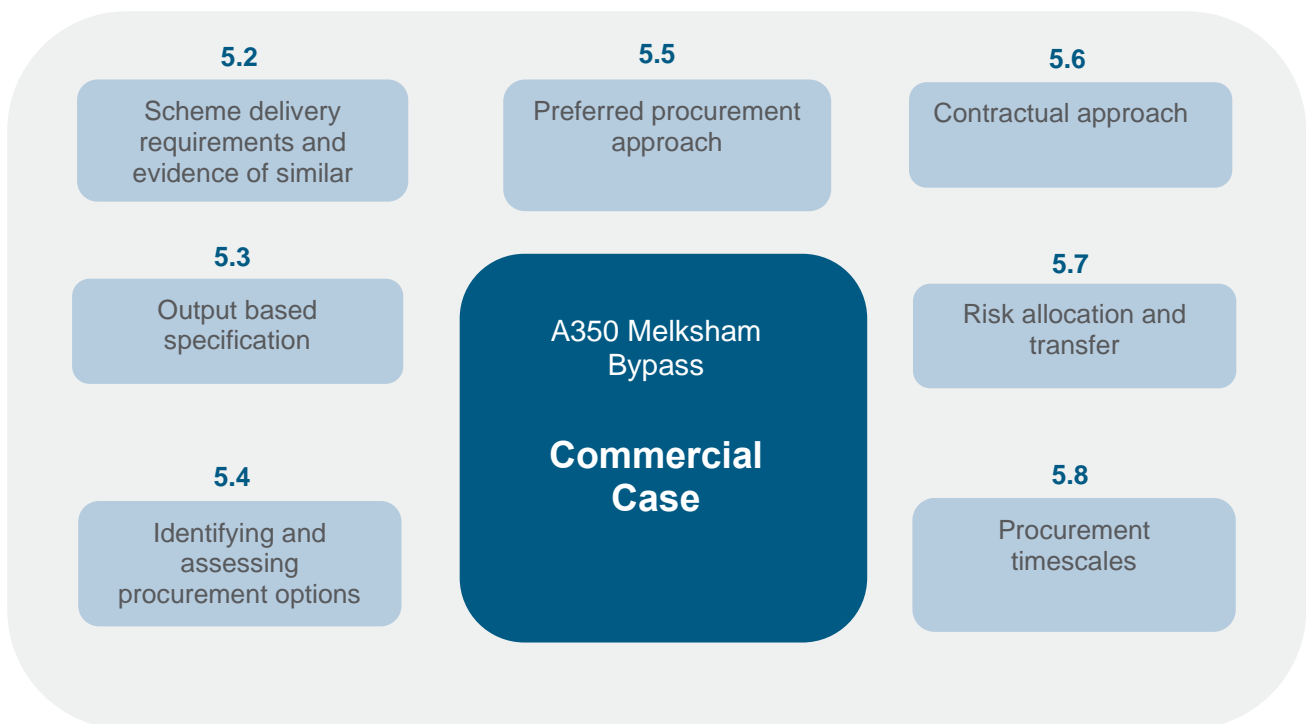 5.2
Scheme delivery
requirements and
evidence of similar
5.3
Output based
specification
5.4
Identifying and
assessing
procurement options
5.5
Preferred procurement
approach
A350 Melksham
Bypass
Commercial
Case
5.6
Contractual approach
5.7
Risk allocation and
transfer
5.8
Procurement
timescales